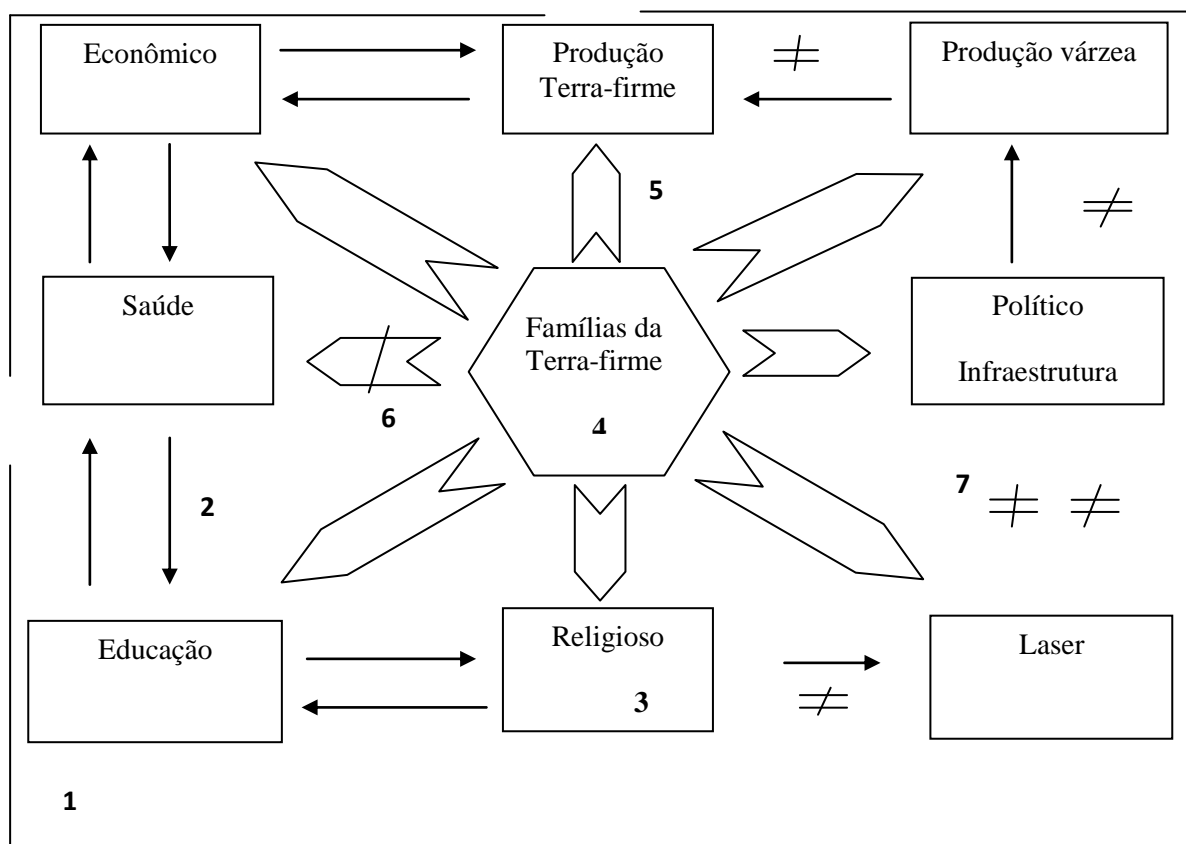 Econômico
Produção
Terra-firme
Produção várzea
5
Saúde
Famílias da
Terra-firme
4
Político
Infraestrutura
6
2
7
Educação
Religioso
3
Laser
1